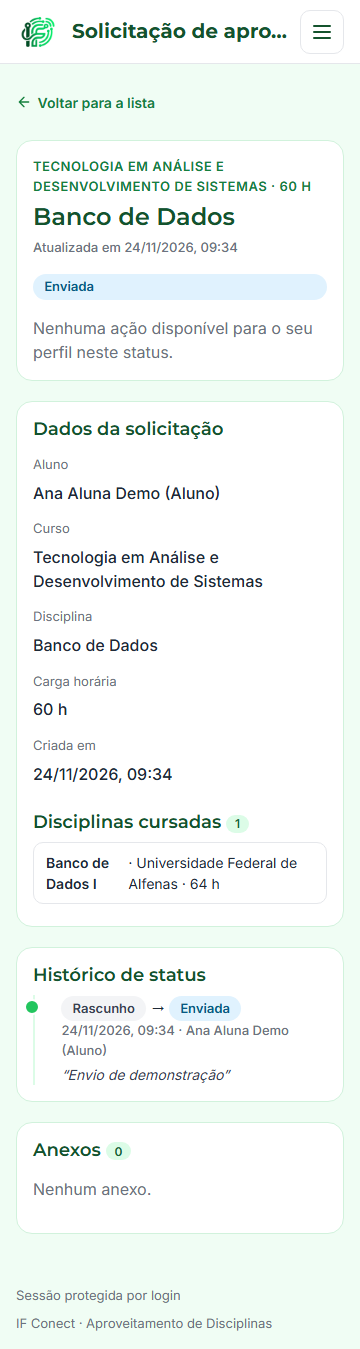 Solicitação de apro...
← Voltar para a lista
TECNOLOGIA EM ANÁLISE E
DESENVOLVIMENTO DE SISTEMAS · 60 H
Banco de Dados
Atualizada em 24/11/2026, 09:34
Enviada
Nenhuma ação disponível para o seu
perfil neste status.
Dados da solicitação
Aluno
Ana Aluna Demo (Aluno)
Curso
Tecnologia em Análise e
Desenvolvimento de Sistemas
Disciplina
Banco de Dados
Carga horária
60 h
Criada em
24/11/2026, 09:34
Disciplinas cursadas 1
Banco de Dados I
· Universidade Federal de
Alfenas · 64 h
Histórico de status
Rascunho → Enviada
24/11/2026, 09:34 · Ana Aluna Demo
(Aluno)
“Envio de demonstração”
Anexos 0
Nenhum anexo.
Sessão protegida por login
IF Conect · Aproveitamento de Disciplinas